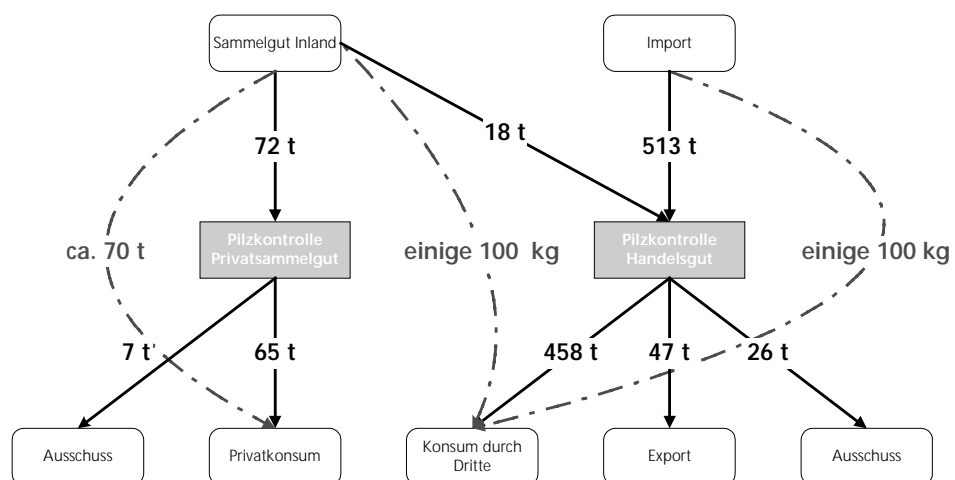 Sammelgut Inland
Import
72 t
18 t
513 t
ca. 70 t
Pilzkontrolle
Privatsammelgut
einige 100 kg
Pilzkontrolle
Handelsgut
einige 100 kg
7 t
65 t
458 t
47 t
26 t
Ausschuss
Privatkonsum
Konsum durch
Dritte
Export
Ausschuss